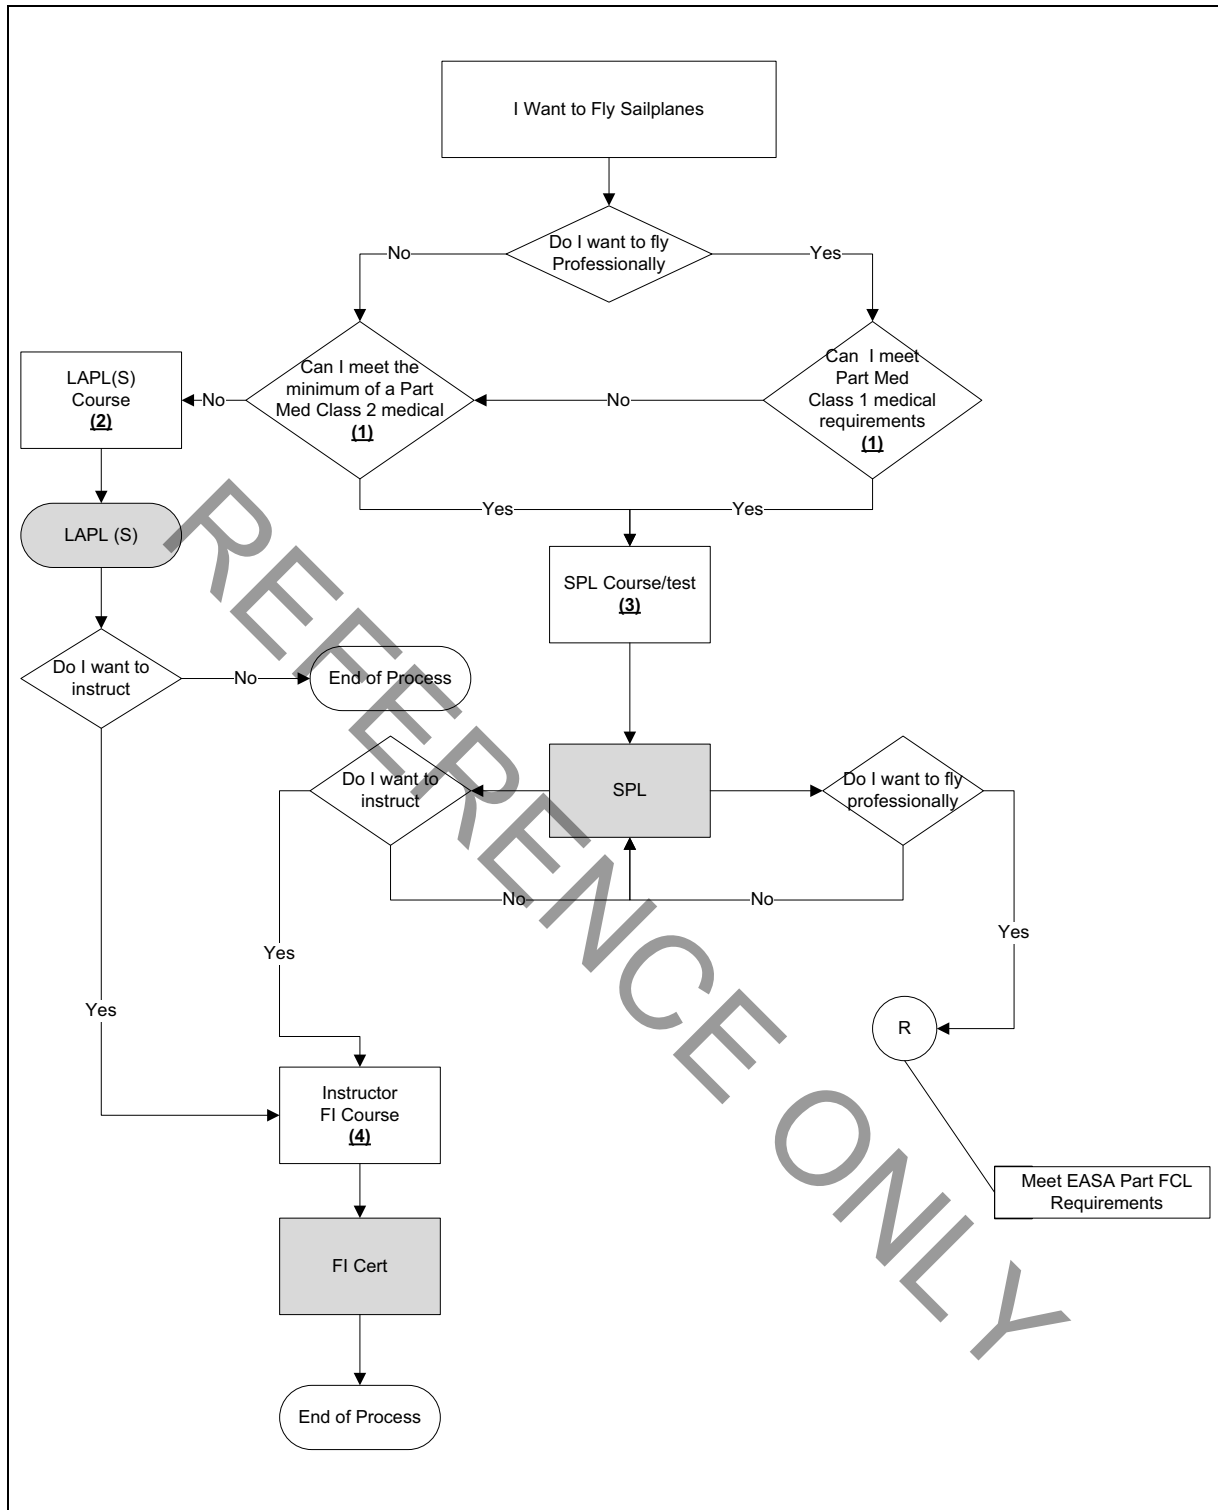 I Want to Fly Sailplanes
Do I want to fly
Professionally
No
Yes
Can I meet the
minimum of a Part
Med Class 2 medical
(1)
Can I meet
Part Med
Class 1 medical
requirements
(1)
No
No
LAPL(S)
Course
(2)
Yes
Yes
LAPL (S)
SPL Course/test
(3)
Do I want to
instruct
No
End of Process
Do I want to
instruct
SPL
Do I want to fly
professionally
No
No
Yes
Yes
Yes
R
Instructor
FI Course
(4)
Meet EASA Part FCL
Requirements
FI Cert
End of Process
REFERENCE ONLY